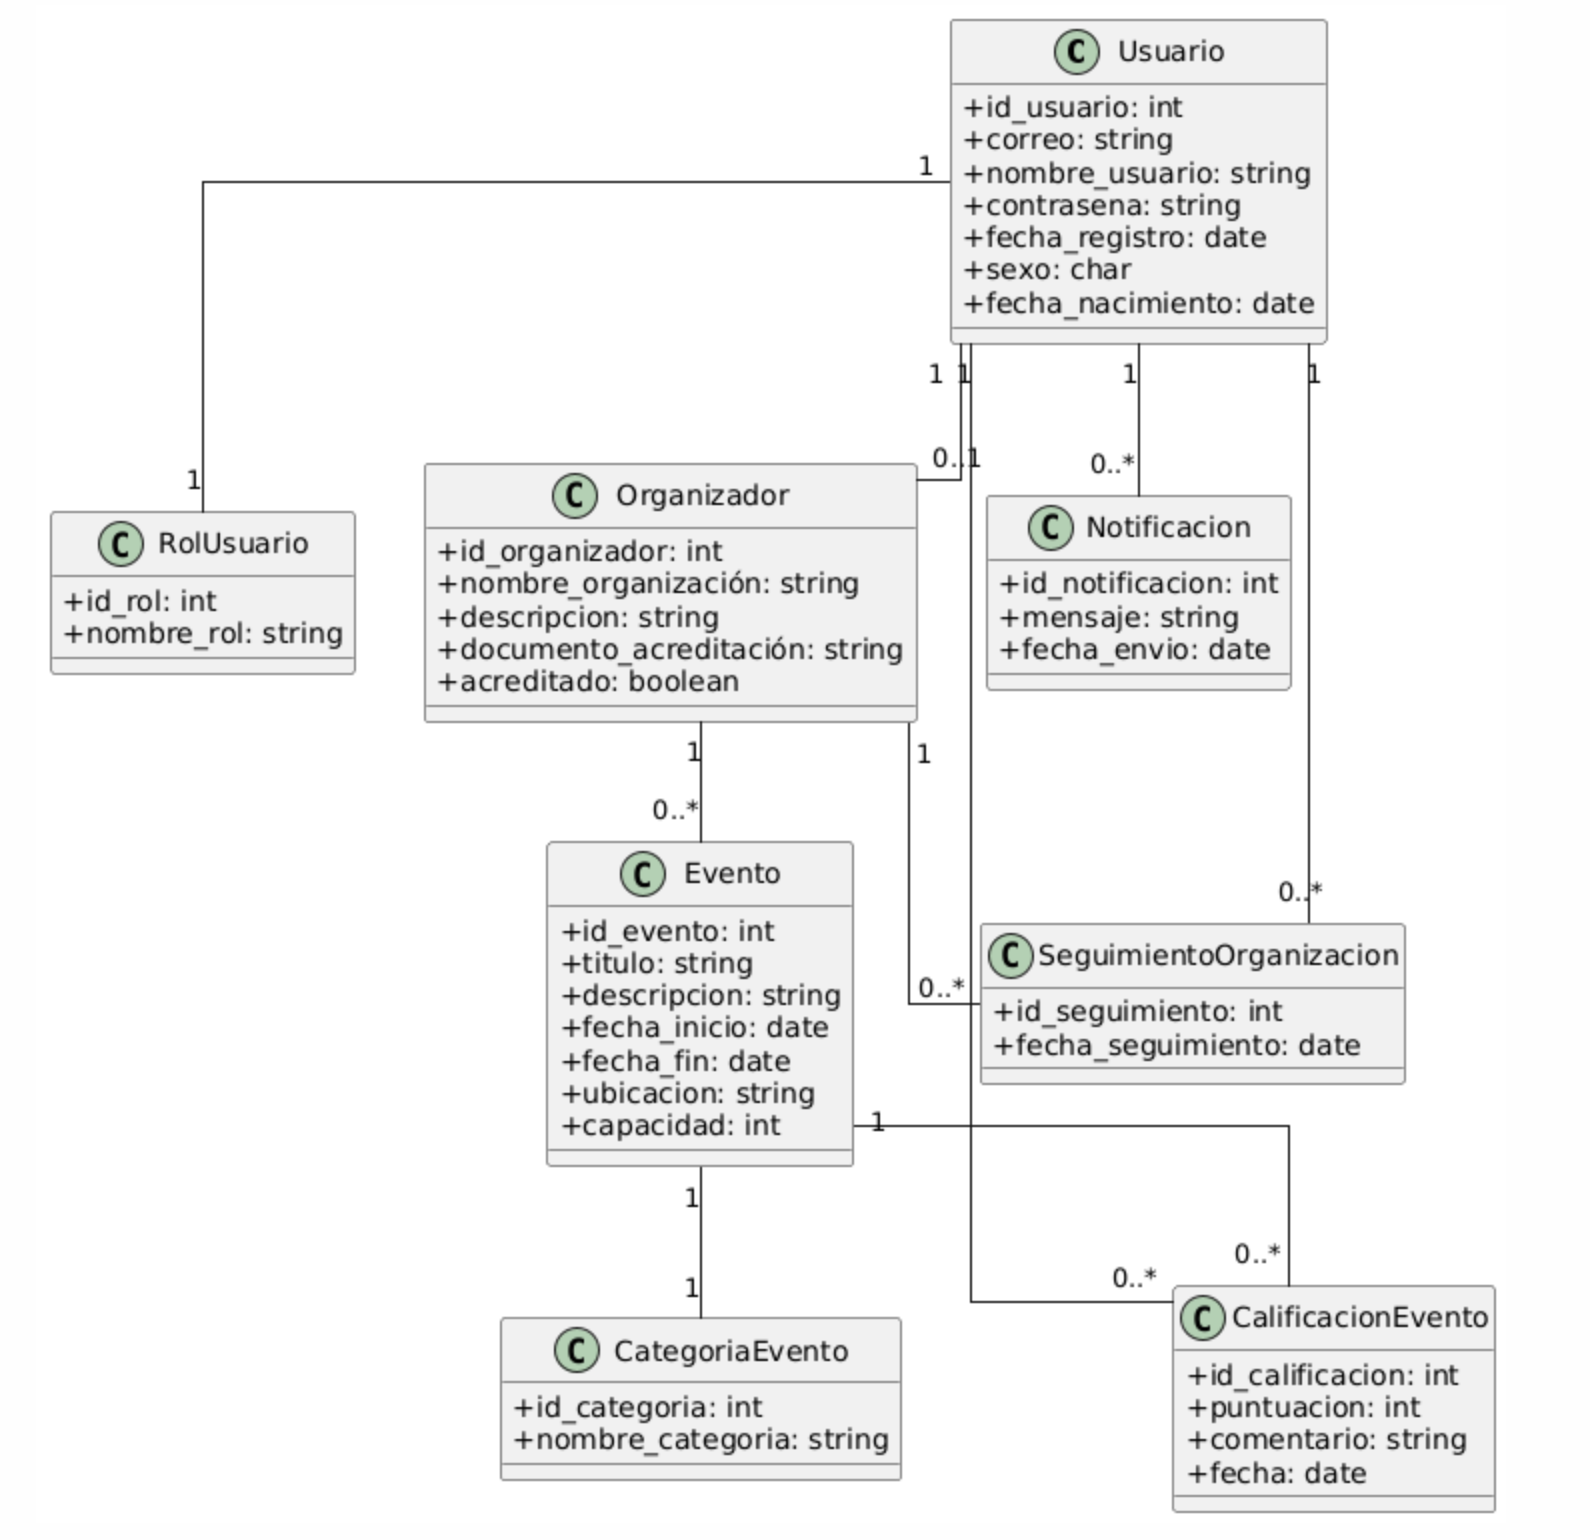 C Usuario
+id_usuario: int
+correo: string
+nombre_usuario: string
+contrasena: string
+fecha_registro: date
+sexo: char
+fecha_nacimiento: date
1
1
1
1
1
1
0..1
0..*
C RolUsuario
+id_rol: int
+nombre_rol: string
C Organizador
+id_organizador: int
+nombre_organización: string
+descripcion: string
+documento_acreditación: string
+acreditado: boolean
C Notificacion
+id_notificacion: int
+mensaje: string
+fecha_envio: date
1
1
0..*
0..*
C Evento
+id_evento: int
+titulo: string
+descripcion: string
+fecha_inicio: date
+fecha_fin: date
+ubicacion: string
+capacidad: int
0..*
C SeguimientoOrganizacion
+id_seguimiento: int
+fecha_seguimiento: date
1
1
1
0..*
0..*
C CategoriaEvento
+id_categoria: int
+nombre_categoria: string
C CalificacionEvento
+id_calificacion: int
+puntuacion: int
+comentario: string
+fecha: date